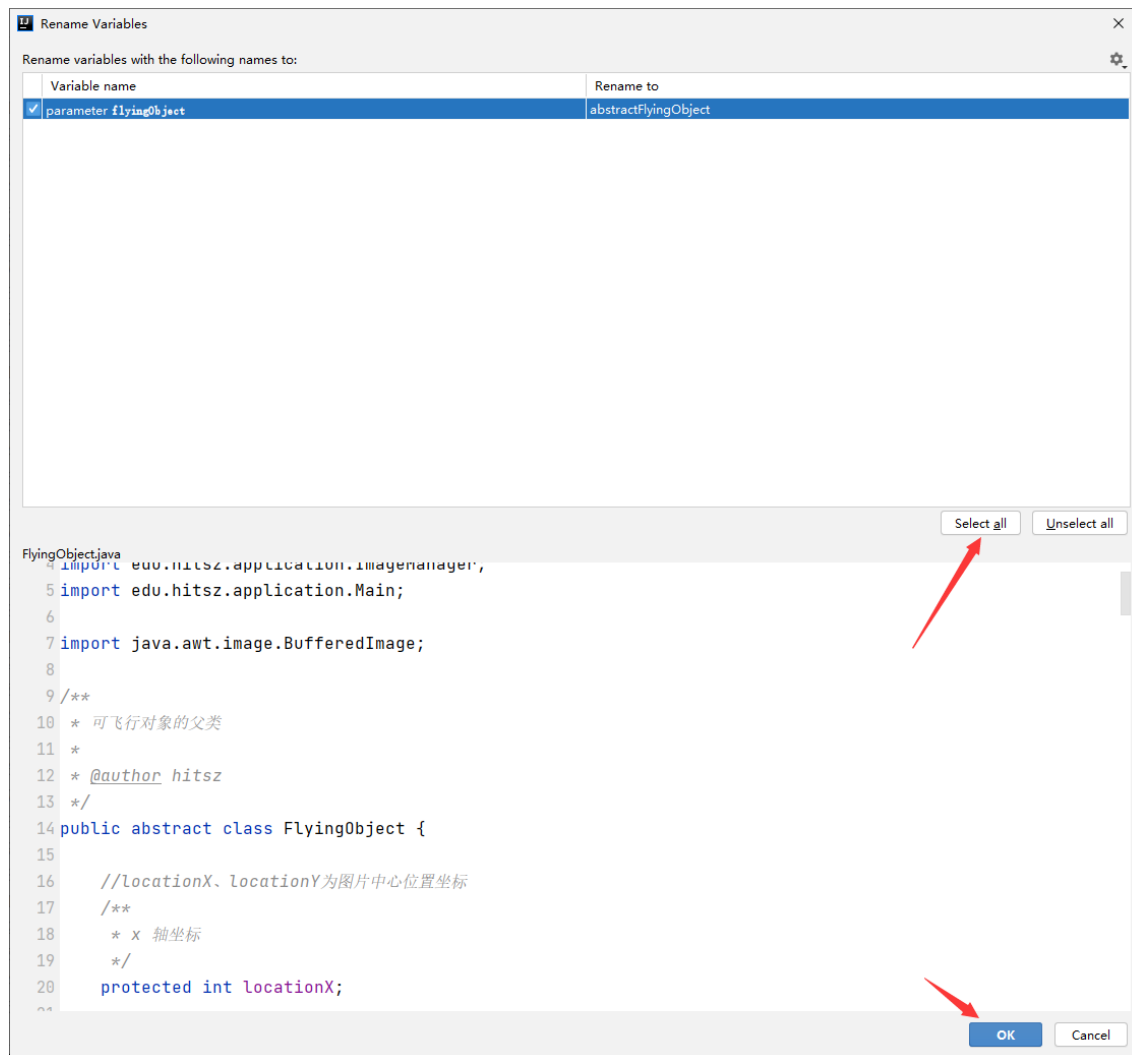 Rename Variables
Rename variables with the following names to:
Variable name Rename to
parameter flyingObject abstractFlyingObject
Select all Unselect all
FlyingObject.java
4 import edu.hitsz.application.ImageManager;
5 import edu.hitsz.application.Main;
6
7 import java.awt.image.BufferedImage;
8
9 /**
10 * 可飞行对象的父类
11 *
12 * @author hitsz
13 */
14 public abstract class FlyingObject {
15
16 //locationX、locationY为图片中心位置坐标
17 /**
18 * x 轴坐标
19 */
20 protected int locationX;
21
OK Cancel